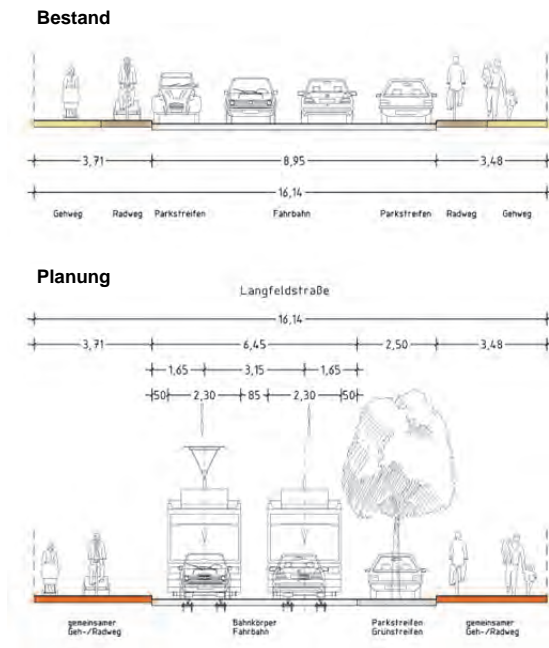 Bestand
3,71 8,95 3,48
16,14
Gehweg Radweg Parkstreifen Fahrbahn Parkstreifen Radweg Gehweg
Planung
Langfeldstraße
16,14
3,71 6,45 2,50 3,48
1,65 3,15 1,65
50 2,30 85 2,30 50
gemeinsamer Bahnkörper Parkstreifen gemeinsamer
Geh-/Radweg Fahrbahn Grünstreifen Geh-/Radweg